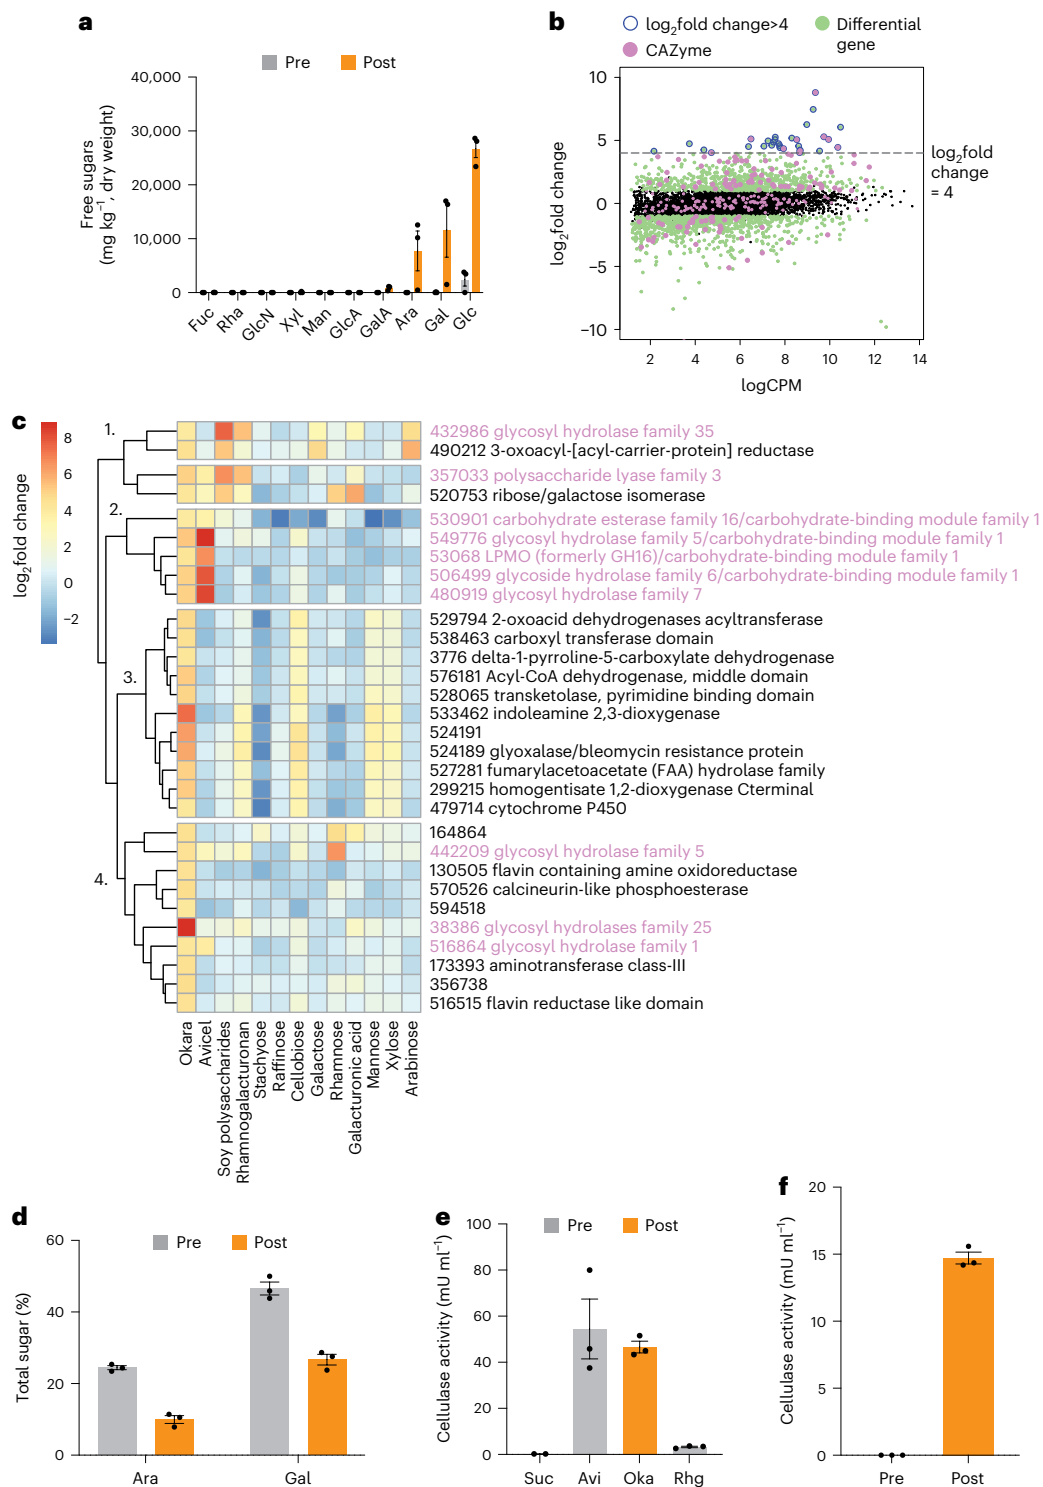 a
Pre
Post
Free sugars
(mg kg⁻¹, dry weight)
40,000
30,000
20,000
10,000
0
Fuc
Rha
GlcN
Xyl
Man
GlcA
GalA
Ara
Gal
Glc
b
log₂fold change>4
Differential
gene
CAZyme
log₂fold change
10
5
0
−5
−10
2
4
6
8
10
12
14
logCPM
log₂fold
change
= 4
c
log₂fold change
8
6
4
2
0
−2
1.
2.
3.
4.
432986 glycosyl hydrolase family 35
490212 3-oxoacyl-[acyl-carrier-protein] reductase
357033 polysaccharide lyase family 3
520753 ribose/galactose isomerase
530901 carbohydrate esterase family 16/carbohydrate-binding module family 1
549776 glycosyl hydrolase family 5/carbohydrate-binding module family 1
53068 LPMO (formerly GH16)/carbohydrate-binding module family 1
506499 glycoside hydrolase family 6/carbohydrate-binding module family 1
480919 glycosyl hydrolase family 7
529794 2-oxoacid dehydrogenases acyltransferase
538463 carboxyl transferase domain
3776 delta-1-pyrroline-5-carboxylate dehydrogenase
576181 Acyl-CoA dehydrogenase, middle domain
528065 transketolase, pyrimidine binding domain
533462 indoleamine 2,3-dioxygenase
524191
524189 glyoxalase/bleomycin resistance protein
527281 fumarylacetoacetate (FAA) hydrolase family
299215 homogentisate 1,2-dioxygenase Cterminal
479714 cytochrome P450
164864
442209 glycosyl hydrolase family 5
130505 flavin containing amine oxidoreductase
570526 calcineurin-like phosphoesterase
594518
38386 glycosyl hydrolases family 25
516864 glycosyl hydrolase family 1
173393 aminotransferase class-III
356738
516515 flavin reductase like domain
Okara
Avicel
Soy polysaccharides
Rhamnogalacturonan
Stachyose
Raffinose
Cellobiose
Galactose
Rhamnose
Galacturonic acid
Mannose
Xylose
Arabinose
d
Pre
Post
Total sugar (%)
60
40
20
0
Ara
Gal
e
Pre
Post
Cellulase activity (mU ml⁻¹)
100
80
60
40
20
0
Suc
Avi
Oka
Rhg
f
Cellulase activity (mU ml⁻¹)
20
15
10
5
0
Pre
Post